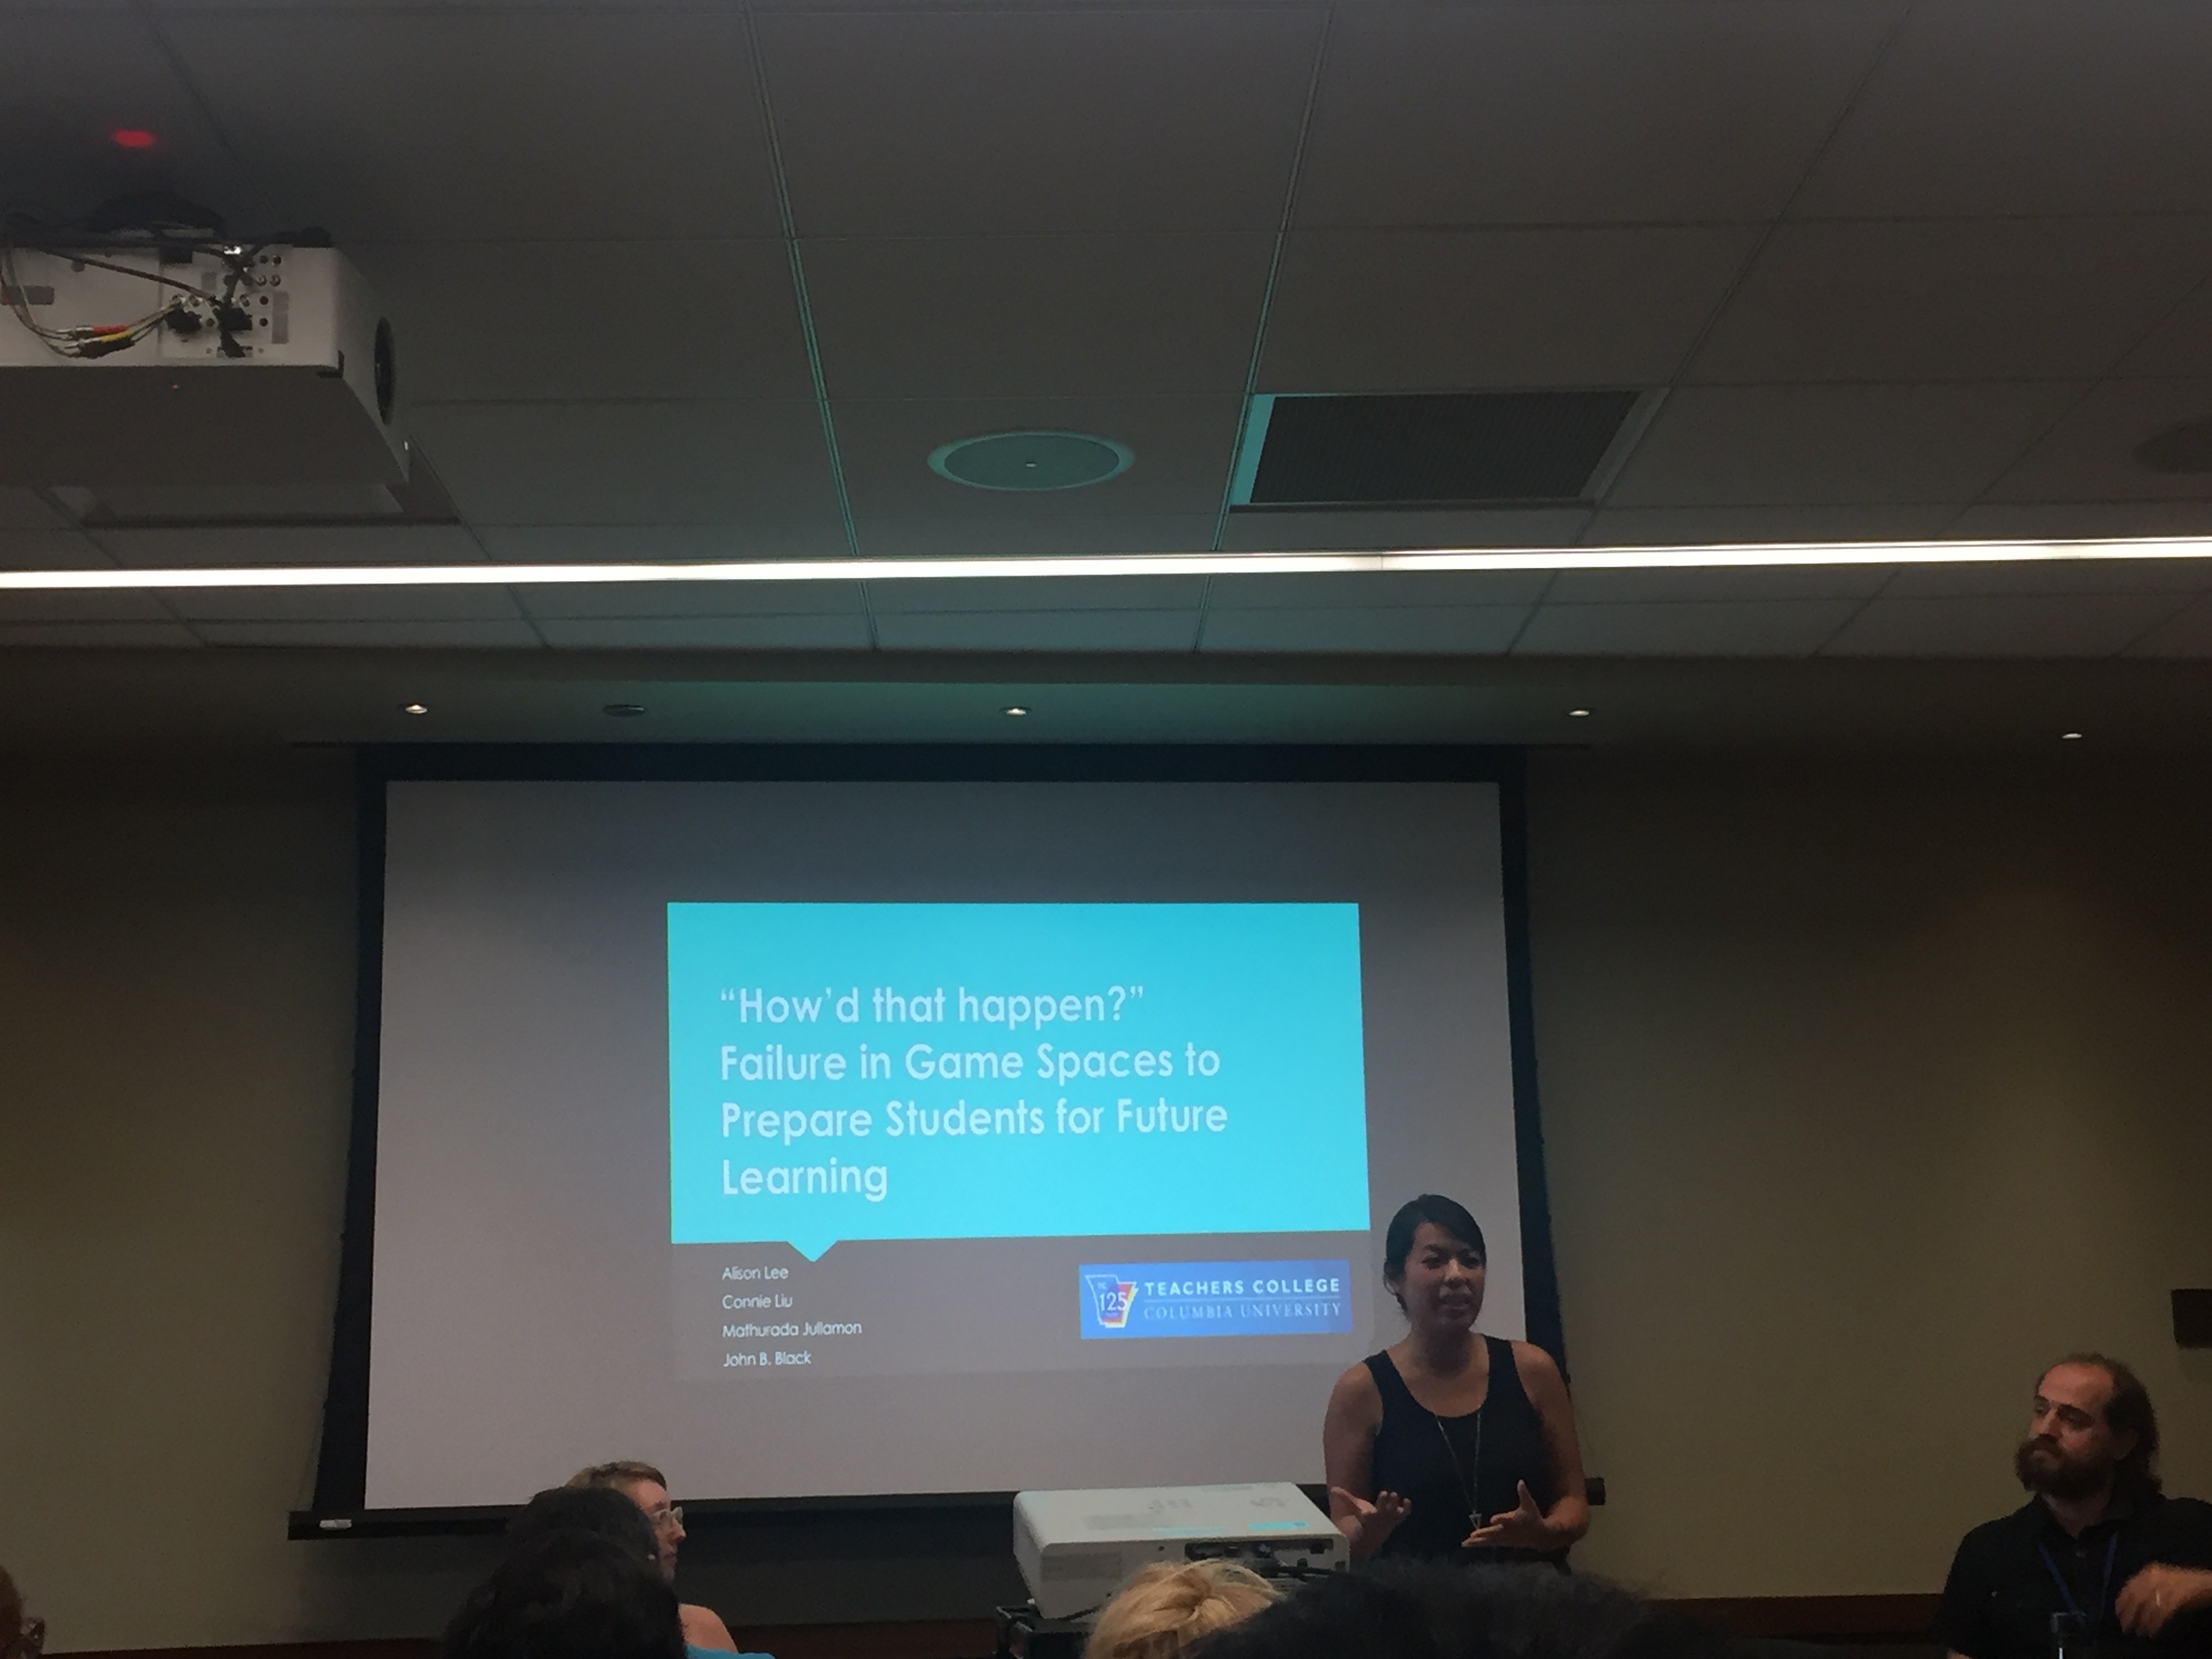 “How’d that happen?”
Failure in Game Spaces to
Prepare Students for Future
Learning
Alison Lee
Connie Liu
Mathurada Jullamon
John B. Black
125
TEACHERS COLLEGE
COLUMBIA UNIVERSITY